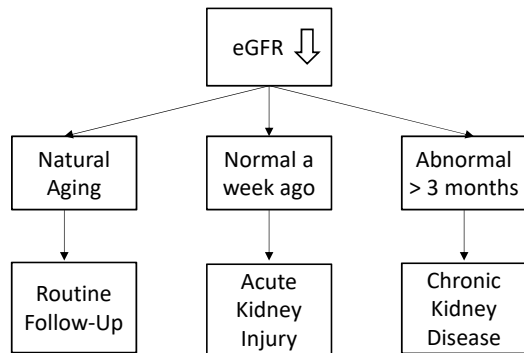 eGFR
Natural
Aging
Normal a
week ago
Abnormal
> 3 months
Routine
Follow-Up
Acute
Kidney
Injury
Chronic
Kidney
Disease